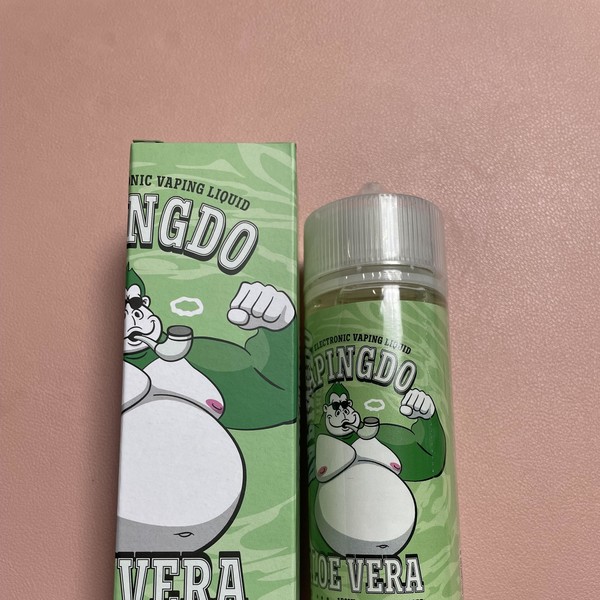 NIC VAPING LIQUID
NGDO
VERA
ELECTRONIC VAPING LIQUID
APINGDO
LOE VERA